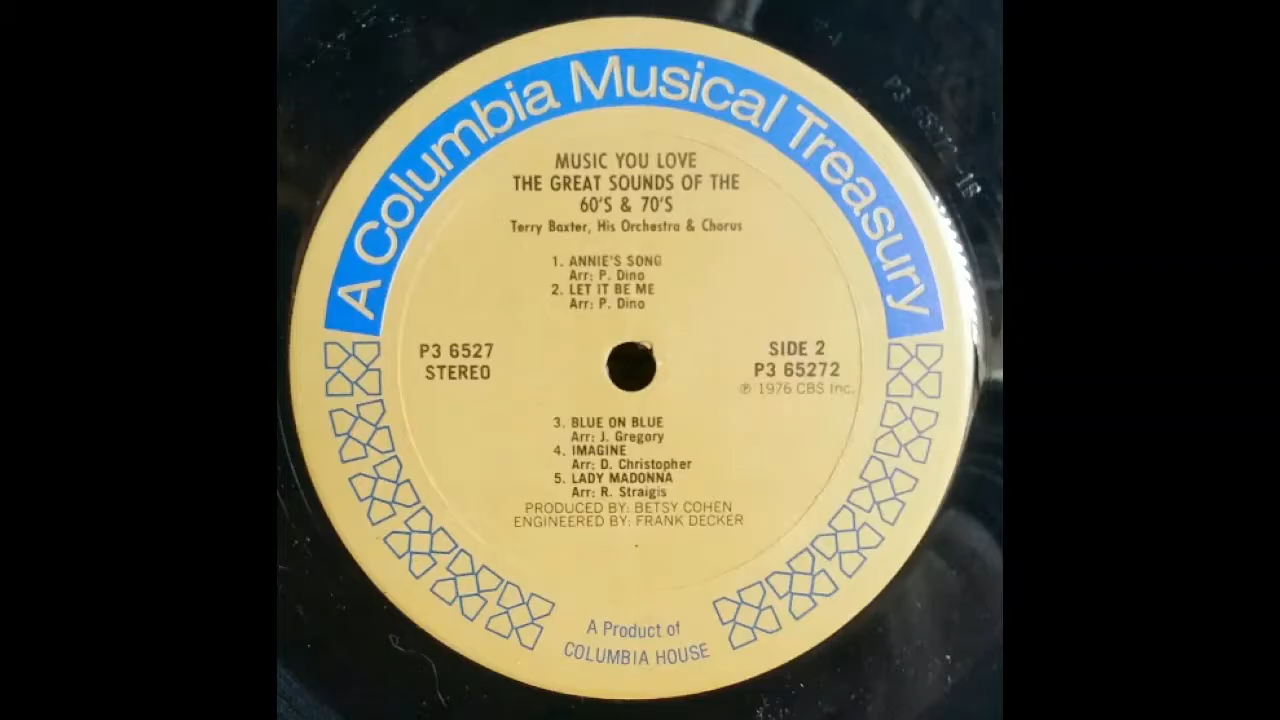 A Columbia Musical Treasury
MUSIC YOU LOVE
THE GREAT SOUNDS OF THE
60'S & 70'S
Terry Baxter, His Orchestra & Chorus
1. ANNIE'S SONG
Arr: P. Dino
2. LET IT BE ME
Arr: P. Dino
P3 6527
STEREO
SIDE 2
P3 65272
℗ 1976 CBS Inc.
3. BLUE ON BLUE
Arr: J. Gregory
4. IMAGINE
Arr: D. Christopher
5. LADY MADONNA
Arr: R. Straigis
PRODUCED BY: BETSY COHEN
ENGINEERED BY: FRANK DECKER
A Product of
COLUMBIA HOUSE